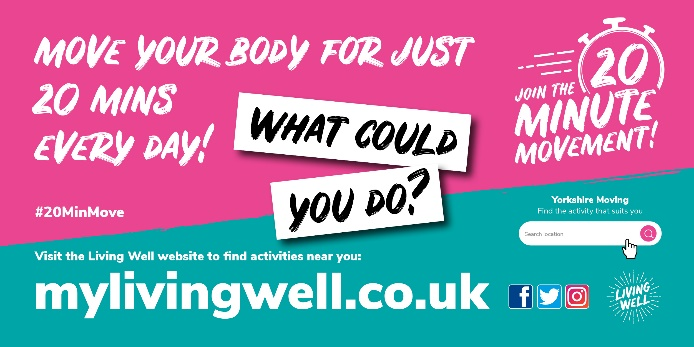 MOVE YOUR BODY FOR JUST
20 MINS
EVERY DAY!
WHAT COULD
YOU DO?
JOIN THE 20
MINUTE
MOVEMENT!
#20MinMove
Yorkshire Moving
Find the activity that suits you
Search location
Visit the Living Well website to find activities near you:
mylivingwell.co.uk
LIVING
WELL